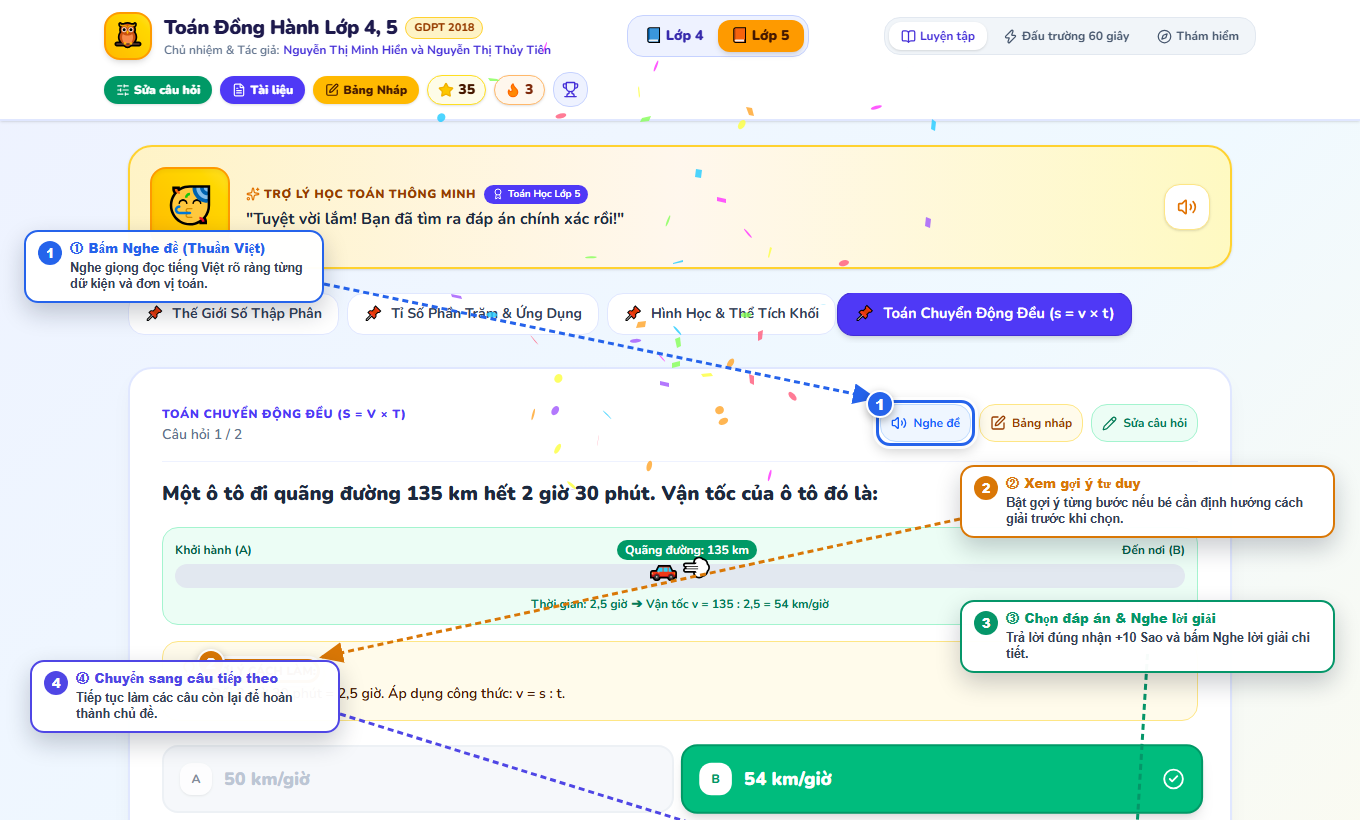 Toán Đồng Hành Lớp 4, 5
GDPT 2018
Chủ nhiệm & Tác giả: Nguyễn Thị Minh Hiền và Nguyễn Thị Thủy Tiên
Lớp 4
Lớp 5
Luyện tập
Đấu trường 60 giây
Thám hiểm
Sửa câu hỏi
Tài liệu
Bảng Nháp
35
3
TRỢ LÝ HỌC TOÁN THÔNG MINH
Toán Học Lớp 5
"Tuyệt vời lắm! Bạn đã tìm ra đáp án chính xác rồi!"
1
① Bấm Nghe đề (Thuần Việt)
Nghe giọng đọc tiếng Việt rõ ràng từng
dữ kiện và đơn vị toán.
Thế Giới Số Thập Phân
Tỉ Số Phần Trăm & Ứng Dụng
Hình Học & Thể Tích Khối
Toán Chuyển Động Đều (s = v × t)
TOÁN CHUYỂN ĐỘNG ĐỀU (S = V × T)
Câu hỏi 1 / 2
1
Nghe đề
Bảng nháp
Sửa câu hỏi
Một ô tô đi quãng đường 135 km hết 2 giờ 30 phút. Vận tốc của ô tô đó là:
2
② Xem gợi ý tư duy
Bật gợi ý từng bước nếu bé cần định hướng cách
giải trước khi chọn.
Khởi hành (A)
Quãng đường: 135 km
Đến nơi (B)
Thời gian: 2,5 giờ ➔ Vận tốc v = 135 : 2,5 = 54 km/giờ
3
③ Chọn đáp án & Nghe lời giải
Trả lời đúng nhận +10 Sao và bấm Nghe lời giải chi
tiết.
4
④ Chuyển sang câu tiếp theo
Tiếp tục làm các câu còn lại để hoàn
thành chủ đề.
2,5 giờ. Áp dụng công thức: v = s : t.
A
50 km/giờ
B
54 km/giờ